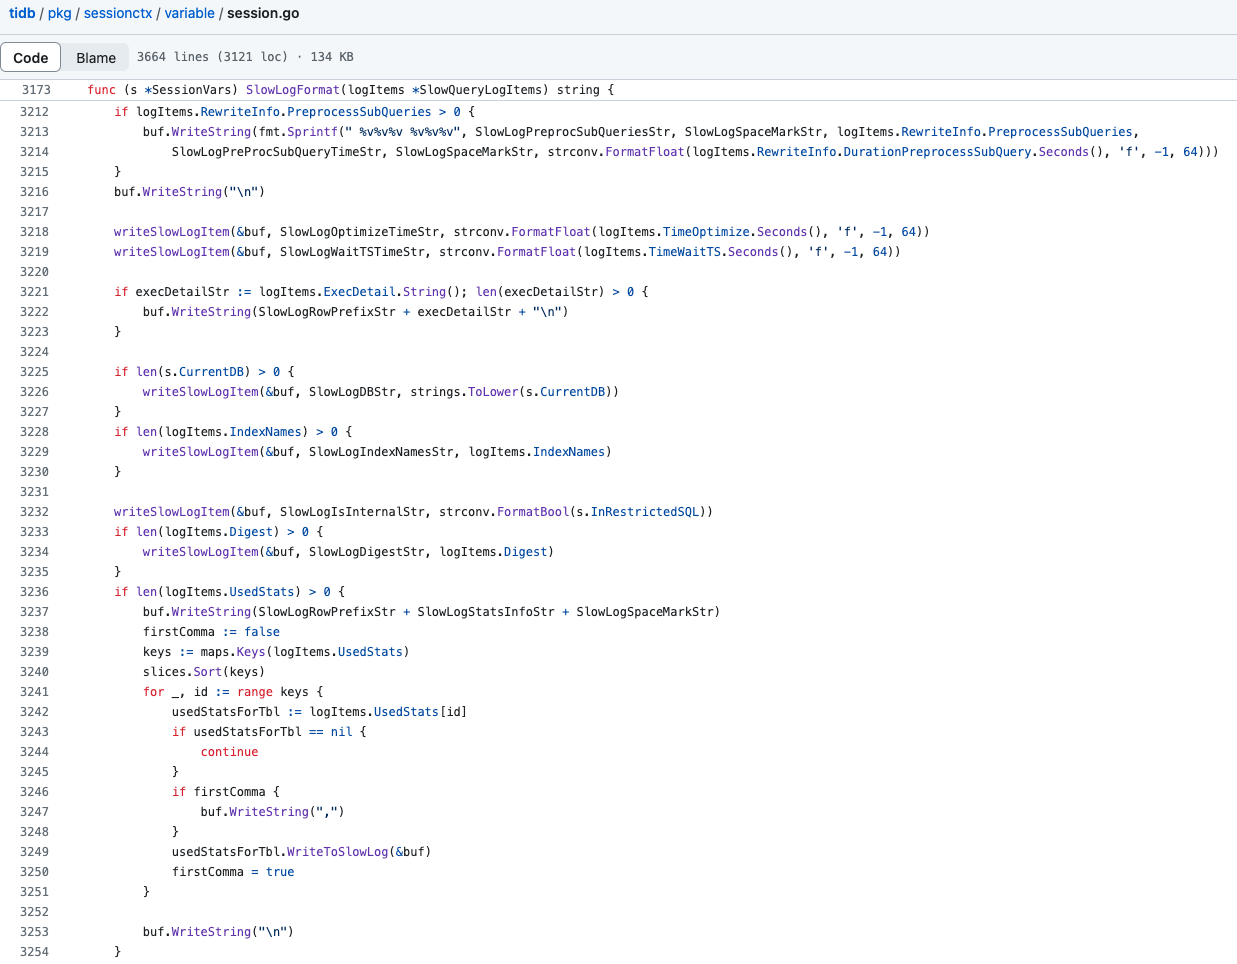 tidb / pkg / sessionctx / variable / session.go
Code Blame 3664 lines (3121 loc) · 134 KB
3173 func (s *SessionVars) SlowLogFormat(logItems *SlowQueryLogItems) string {
3212 if logItems.RewriteInfo.PreprocessSubQueries > 0 {
3213 buf.WriteString(fmt.Sprintf(" %v%v%v %v%v%v", SlowLogPreprocSubQueriesStr, SlowLogSpaceMarkStr, logItems.RewriteInfo.PreprocessSubQueries,
3214 SlowLogPreProcSubQueryTimeStr, SlowLogSpaceMarkStr, strconv.FormatFloat(logItems.RewriteInfo.DurationPreprocessSubQuery.Seconds(), 'f', -1, 64)))
3215 }
3216 buf.WriteString("\n")
3217
3218 writeSlowLogItem(&buf, SlowLogOptimizeTimeStr, strconv.FormatFloat(logItems.TimeOptimize.Seconds(), 'f', -1, 64))
3219 writeSlowLogItem(&buf, SlowLogWaitTSTimeStr, strconv.FormatFloat(logItems.TimeWaitTS.Seconds(), 'f', -1, 64))
3220
3221 if execDetailStr := logItems.ExecDetail.String(); len(execDetailStr) > 0 {
3222 buf.WriteString(SlowLogRowPrefixStr + execDetailStr + "\n")
3223 }
3224
3225 if len(s.CurrentDB) > 0 {
3226 writeSlowLogItem(&buf, SlowLogDBStr, strings.ToLower(s.CurrentDB))
3227 }
3228 if len(logItems.IndexNames) > 0 {
3229 writeSlowLogItem(&buf, SlowLogIndexNamesStr, logItems.IndexNames)
3230 }
3231
3232 writeSlowLogItem(&buf, SlowLogIsInternalStr, strconv.FormatBool(s.InRestrictedSQL))
3233 if len(logItems.Digest) > 0 {
3234 writeSlowLogItem(&buf, SlowLogDigestStr, logItems.Digest)
3235 }
3236 if len(logItems.UsedStats) > 0 {
3237 buf.WriteString(SlowLogRowPrefixStr + SlowLogStatsInfoStr + SlowLogSpaceMarkStr)
3238 firstComma := false
3239 keys := maps.Keys(logItems.UsedStats)
3240 slices.Sort(keys)
3241 for _, id := range keys {
3242 usedStatsForTbl := logItems.UsedStats[id]
3243 if usedStatsForTbl == nil {
3244 continue
3245 }
3246 if firstComma {
3247 buf.WriteString(",")
3248 }
3249 usedStatsForTbl.WriteToSlowLog(&buf)
3250 firstComma = true
3251 }
3252
3253 buf.WriteString("\n")
3254 }